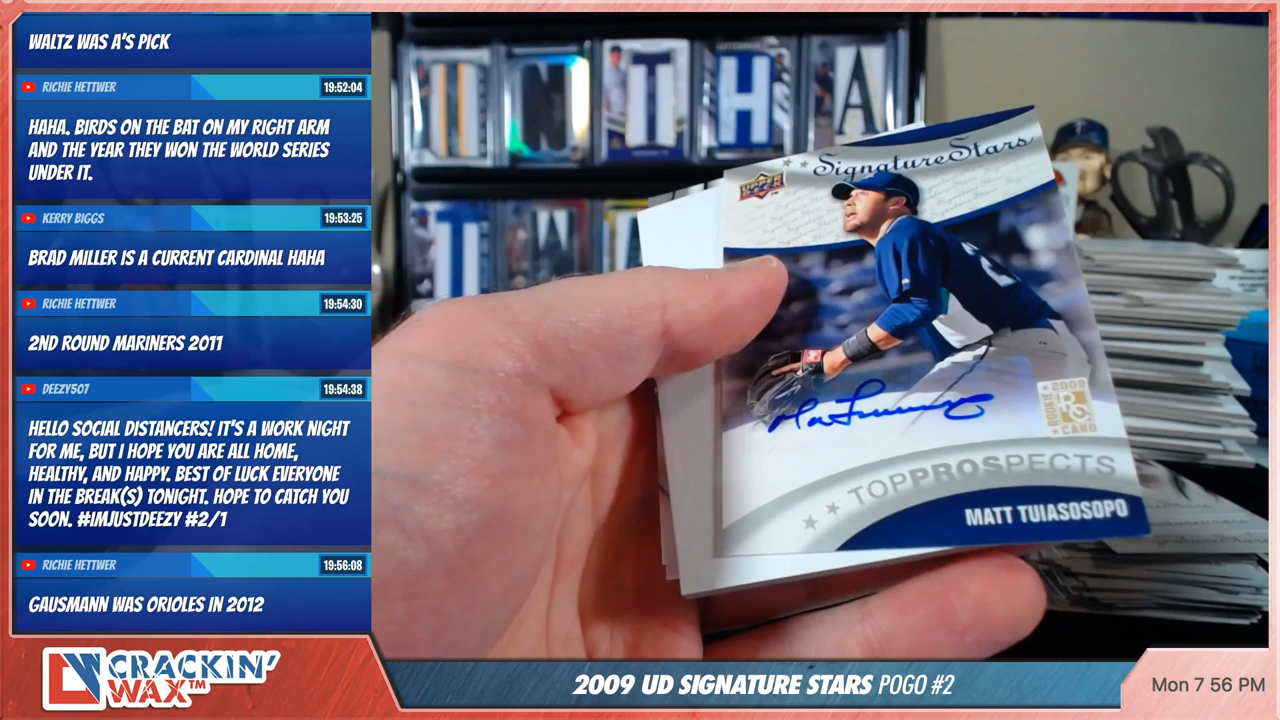 WALTZ WAS A'S PICK
RICHIE HETTWER 19:52:04
HAHA. BIRDS ON THE BAT ON MY RIGHT ARM
AND THE YEAR THEY WON THE WORLD SERIES
UNDER IT.
KERRY BIGGS 19:53:25
BRAD MILLER IS A CURRENT CARDINAL HAHA
RICHIE HETTWER 19:54:30
2ND ROUND MARINERS 2011
DEEZY507 19:54:38
HELLO SOCIAL DISTANCERS! IT'S A WORK NIGHT
FOR ME, BUT I HOPE YOU ARE ALL HOME,
HEALTHY, AND HAPPY. BEST OF LUCK EVERYONE
IN THE BREAK(S) TONIGHT. HOPE TO CATCH YOU
SOON. #IMJUSTDEEZY #2/1
RICHIE HETTWER 19:56:08
GAUSMANN WAS ORIOLES IN 2012
CRACKIN'
WAX™
I N T H A
T W A
Signature Stars
UPPER
DECK
2009
ROOKIE
CARD
TOP PROSPECTS
MATT TUIASOSOPO
2009 UD SIGNATURE STARS POGO #2
Mon 7 56 PM